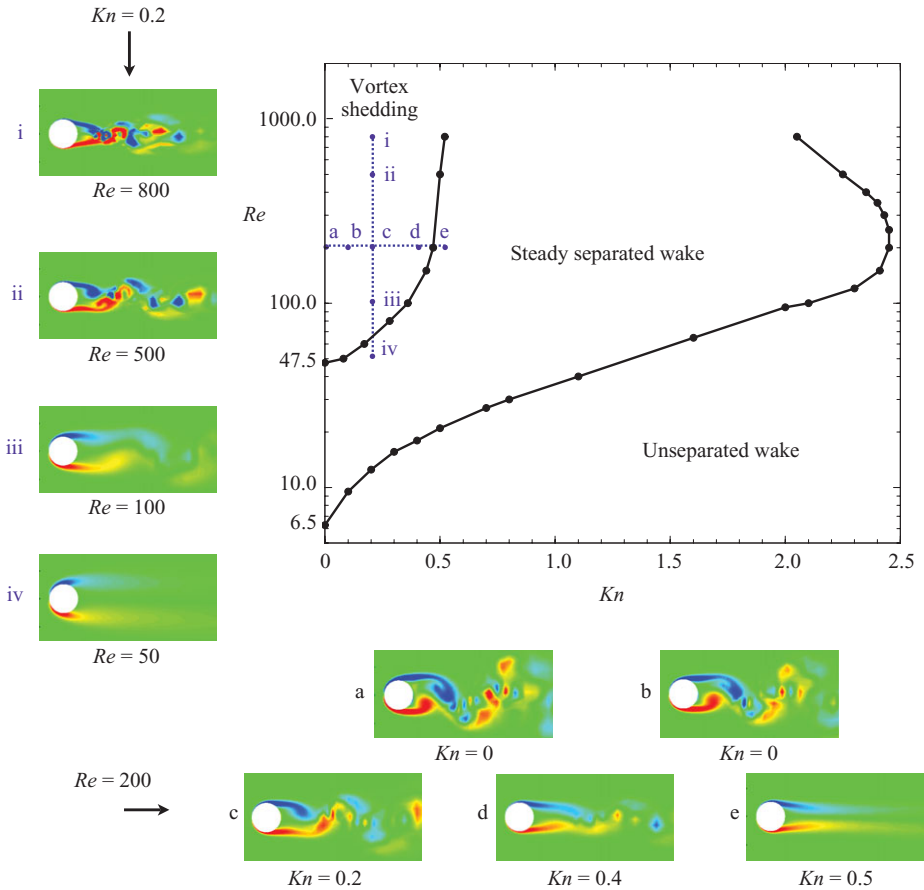 Kn = 0.2
i
Re = 800
ii
Re = 500
iii
Re = 100
iv
Re = 50
Vortex
shedding
1000.0
Re
100.0
47.5
10.0
6.5
i
ii
a b c d e
iii
iv
Steady separated wake
Unseparated wake
0 0.5 1.0 1.5 2.0 2.5
Kn
a
Kn = 0
b
Kn = 0
Re = 200
c
Kn = 0.2
d
Kn = 0.4
e
Kn = 0.5